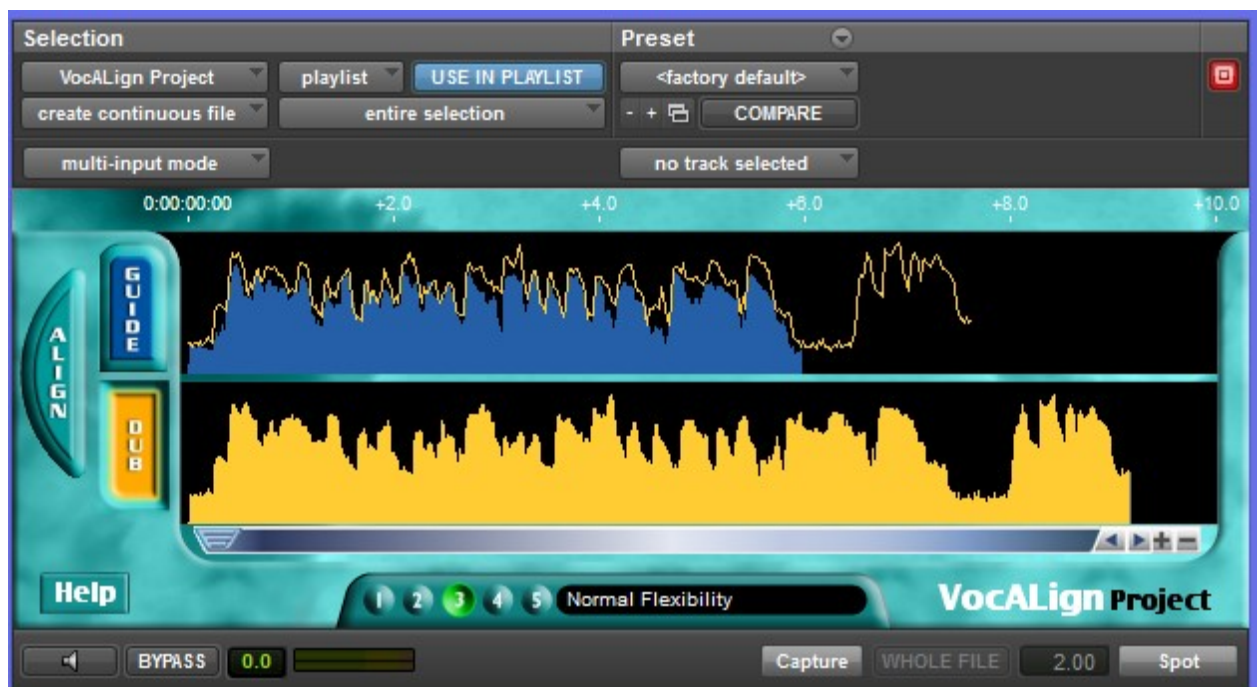 Selection Preset
VocALign Project playlist USE IN PLAYLIST <factory default>
create continuous file entire selection - + COMPARE
multi-input mode no track selected
0:00:00:00 +2.0 +4.0 +6.0 +8.0 +10.0
ALIGN
GUIDE
DUB
Help 1 2 3 4 5 Normal Flexibility VocALign Project
BYPASS 0.0 Capture WHOLE FILE 2.00 Spot